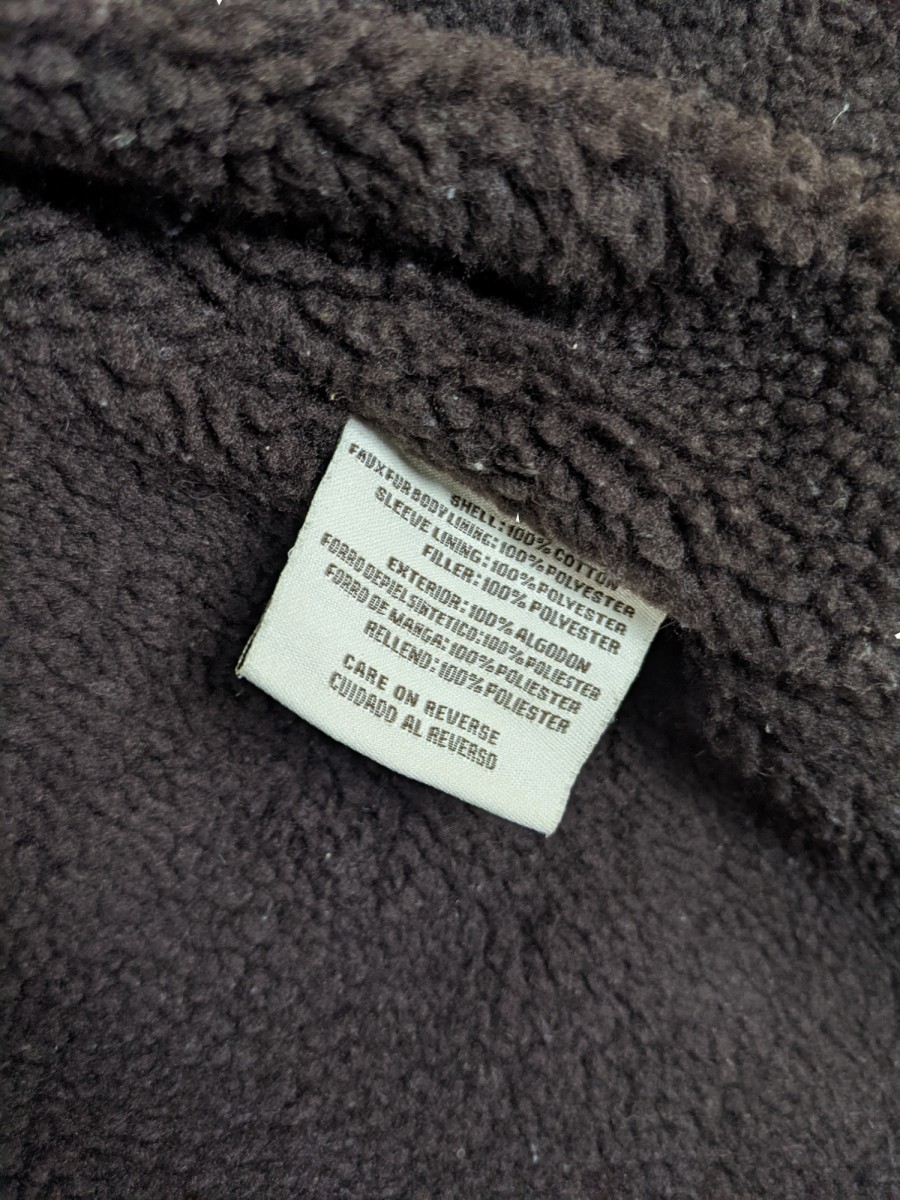 SHELL:100% COTTON
FAUX FUR BODY LINING:100% POLYESTER
SLEEVE LINING:100% POLYESTER
FILLER:100% POLYESTER
EXTERIOR:100% ALGODON
FORRO DE PIEL SINTETICO:100% POLIESTER
FORRO DE MANGA:100% POLIESTER
RELLENO:100% POLIESTER
CARE ON REVERSE
CUIDADO AL REVERSO